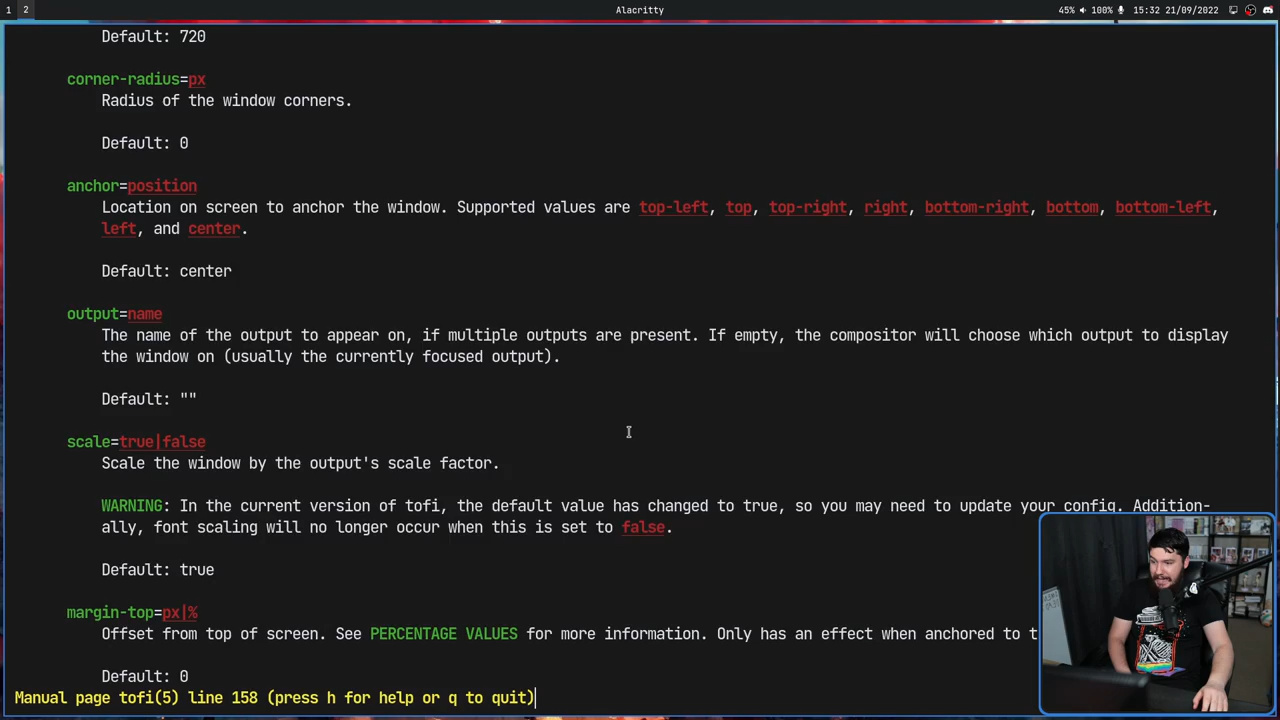 1 2 Alacritty 45% 100% 15:32 21/09/2022
Default: 720
corner-radius=px
Radius of the window corners.
Default: 0
anchor=position
Location on screen to anchor the window. Supported values are top-left, top, top-right, right, bottom-right, bottom, bottom-left,
left, and center.
Default: center
output=name
The name of the output to appear on, if multiple outputs are present. If empty, the compositor will choose which output to display
the window on (usually the currently focused output).
Default: ""
scale=true|false
Scale the window by the output's scale factor.
WARNING: In the current version of tofi, the default value has changed to true, so you may need to update your config. Addition-
ally, font scaling will no longer occur when this is set to false.
Default: true
margin-top=px|%
Offset from top of screen. See PERCENTAGE VALUES for more information. Only has an effect when anchored to t
Default: 0
Manual page tofi(5) line 158 (press h for help or q to quit)